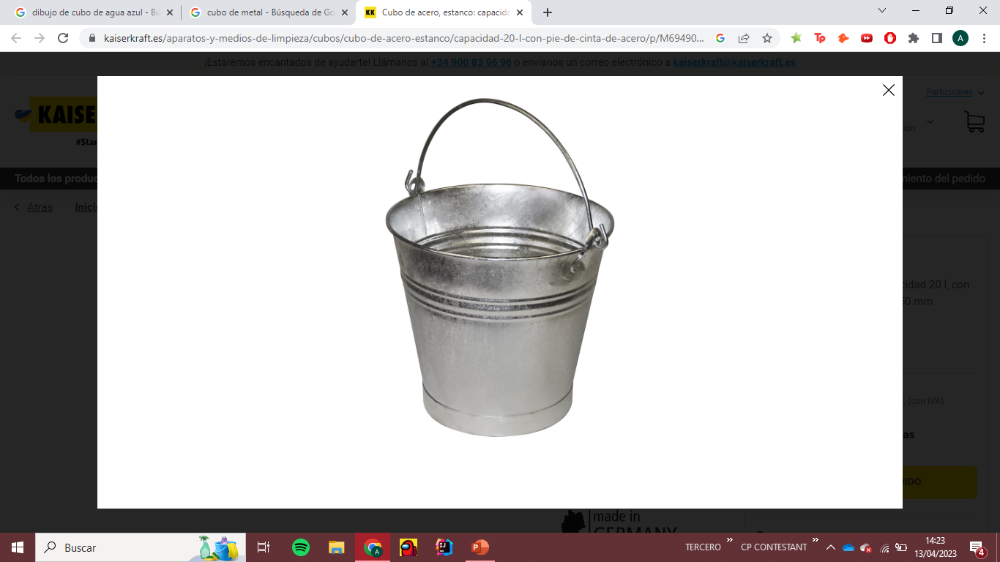 dibujo de cubo de agua azul - Bú
cubo de metal - Búsqueda de Go
KK Cubo de acero, estanco: capacida
kaiserkraft.es/aparatos-y-medios-de-limpieza/cubos/cubo-de-acero-estanco/capacidad-20-l-con-pie-de-cinta-de-acero/p/M69490...
¡Estaremos encantados de ayudarte! Llámanos al +34 900 83 96 96 o envíanos un correo electrónico a kaiserkraft@kaiserkraft.es
Particulares
KAISE
ión
#Star
Todos los produc
miento del pedido
Atrás
Inicio
cidad 20 l, con
60 mm
. (con IVA)
as
DIDO
made in
GERMANY
Buscar
TERCERO
CP CONTESTANT
14:23
13/04/2023
4